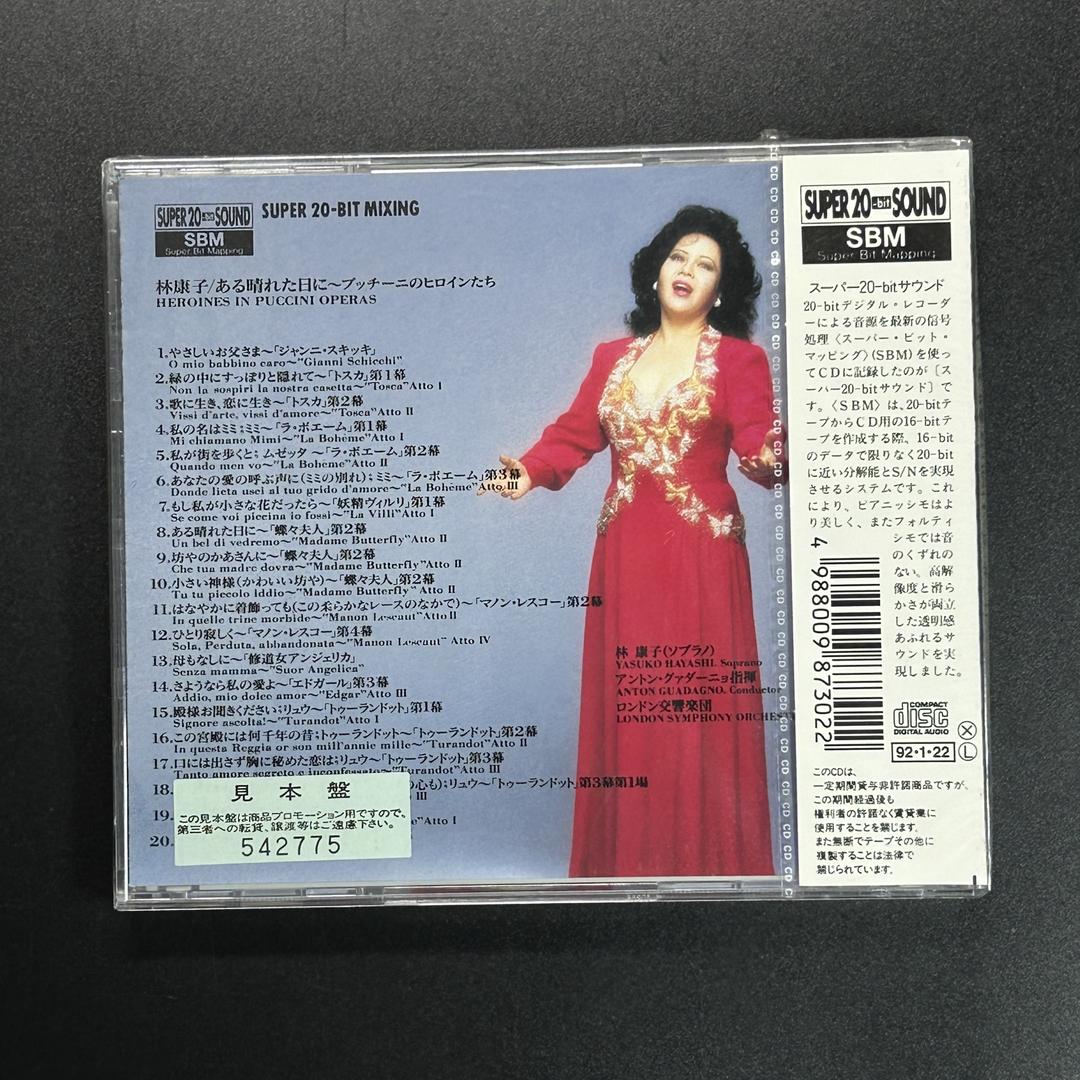 SUPER 20-bit SOUND
SUPER 20-BIT MIXING
SBM
Super Bit Mapping
林康子/ある晴れた日に〜プッチーニのヒロインたち
HEROINES IN PUCCINI OPERAS
1.やさしいお父さま〜「ジャンニ・スキッキ」
O mio babbino caro〜"Gianni Schicchi"
2.緑の中にすっぽりと隠れて〜「トスカ」第1幕
Non la sospiri la nostra casetta〜"Tosca" Atto I
3.歌に生き、恋に生き〜「トスカ」第2幕
Vissi d'arte, vissi d'amore〜"Tosca" Atto II
4.私の名はミミ:ミミ〜「ラ・ボエーム」第1幕
Mi chiamano Mimi〜"La Bohème" Atto I
5.私が街を歩くと:ムゼッタ〜「ラ・ボエーム」第2幕
Quando men vo〜"La Bohème" Atto II
6.あなたの愛の呼ぶ声に(ミミの別れ):ミミ〜「ラ・ボエーム」第3幕
Donde lieta usci al tuo grido d'amore〜"La Bohème" Atto III
7.もし私が小さな花だったら〜「妖精ヴィルリ」第1幕
Se come voi piccina io fossi〜"La Villi" Atto I
8.ある晴れた日に〜「蝶々夫人」第2幕
Un bel di vedremo〜"Madame Butterfly" Atto II
9.坊やのかあさんに〜「蝶々夫人」第2幕
Che tua madre dovra〜"Madame Butterfly" Atto II
10.小さい神様(かわいい坊や)〜「蝶々夫人」第2幕
Tu tu piccolo iddio〜"Madame Butterfly" Atto II
11.はなやかに着飾っても(この柔らかなレースのなかで)〜「マノン・レスコー」第2幕
In quelle trine morbide〜"Manon Lescaut" Atto II
12.ひとり寂しく〜「マノン・レスコー」第4幕
Sola, Perduta, abbandonata〜"Manon Lescaut" Atto IV
13.母もなしに〜「修道女アンジェリカ」
Senza mamma〜"Suor Angelica"
14.さようなら私の愛よ〜「エドガール」第3幕
Addio, mio dolce amor〜"Edgar" Atto III
15.殿様お聞きください:リュウ〜「トゥーランドット」第1幕
Signore ascolta!〜"Turandot" Atto I
16.この宮殿には何千年の昔:トゥーランドット〜「トゥーランドット」第2幕
In questa Reggia or son mill'annie mille〜"Turandot" Atto II
17.口には出さず胸に秘めた恋は:リュウ〜「トゥーランドット」第3幕
Tanto amore segreto e inconfessato〜"Turandot" Atto III
18. の心も):リュウ〜「トゥーランドット」第3幕第1場
III
19.
" Atto I
20.
見本盤
この見本盤は商品プロモーション用ですので、
第三者への転貸、譲渡等はご遠慮下さい。
542775
林 康子(ソプラノ)
YASUKO HAYASHI, Soprano
アントン・グァダーニョ指揮
ANTON GUADAGNO, Conductor
ロンドン交響楽団
LONDON SYMPHONY ORCHEST
SUPER 20-bit SOUND
SBM
Super Bit Mapping
スーパー20-bitサウンド
20-bitデジタル・レコーダ
ーによる音源を最新の信号
処理〈スーパー・ビット・
マッピング〉(SBM)を使っ
てCDに記録したのが〔ス
ーパー20-bitサウンド〕で
す。〈SBM〉は、20-bitテ
ープからCD用の16-bitテ
ープを作成する際、16-bit
のデータで限りなく20-bit
に近い分解能とS/Nを実現
させるシステムです。これ
により、ピアニッシモはよ
り美しく、またフォルティ
シモでは音
のくずれの
ない。高解
像度と滑ら
かさが両立
した透明感
あふれるサ
ウンドを実
現しました。
4 988009 873022
COMPACT
disc
DIGITAL AUDIO
X
92・1・22
L
このCDは、
一定期間貸与非許諾商品ですが、
この期間経過後も
権利者の許諾なく賃貸業に
使用することを禁じます。
また無断でテープその他に
複製することは法律で
禁じられています。
CD CD CD CD CD CD CD CD CD CD CD CD